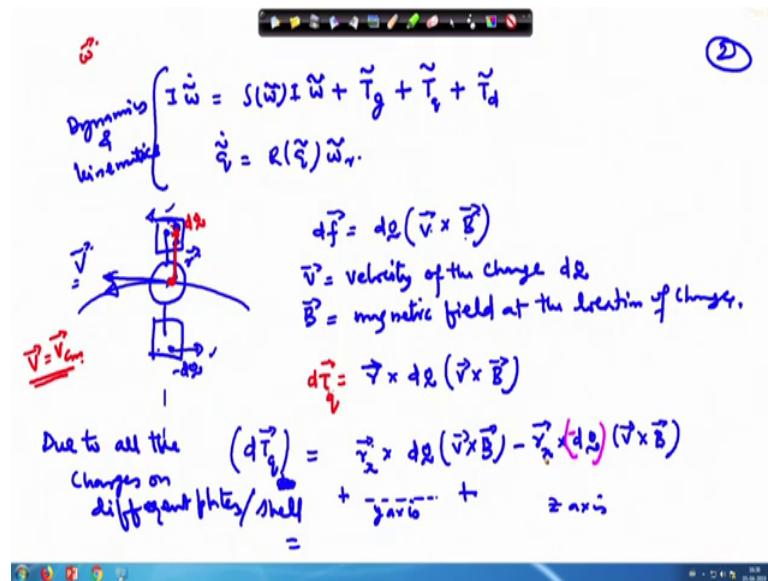 ②
ω⃗
Dynamics & kinematics
I ω̃̇ = S(ω̃) I ω̃ + T̃g + T̃q + T̃d
q̃̇ = R(q̃) ω̃r.
dQ
r⃗
V⃗
-dQ
V⃗ = V⃗cm
df⃗ = dQ (v⃗ × B⃗)
v⃗ = velocity of the charge dQ
B⃗ = magnetic field at the location of charges.
dT⃗q = r⃗ × dQ (v⃗ × B⃗)
Due to all the charges on different plates/shell
(dT⃗q) = r⃗x × dQ (v⃗ × B⃗) - r⃗x × (-dQ) (v⃗ × B⃗)
+ y axis + z axis
=